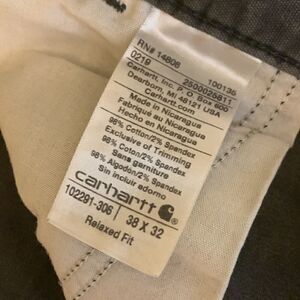 RN# 14806 100135
0219 2500025811
Carhartt, Inc. P.O. Box 600
Dearborn, MI 48121 USA
Carhartt.com
Made in Nicaragua
Fabriqué au Nicaragua
Hecho en Nicaragua
98% Cotton/2% Spandex
Exclusive of Trimming
98% Coton/2% Spandex
Sans garniture
98% Algodón/2% Spandex
Sin incluir adorno
carhartt
102291-306 38 X 32
Relaxed Fit